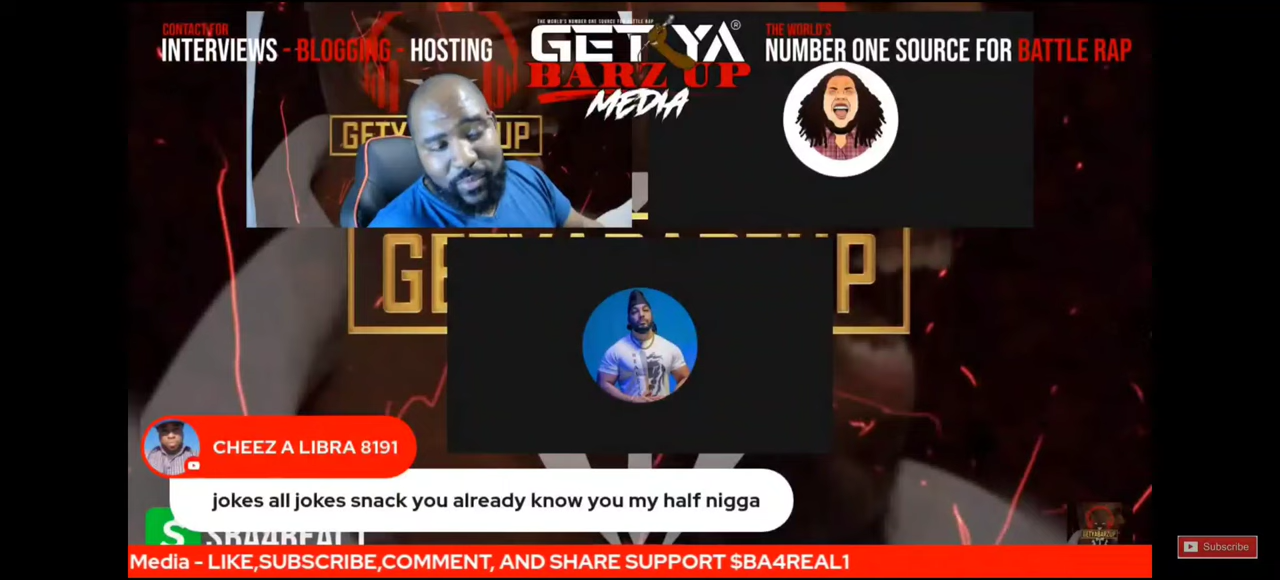 CONTACT FOR
INTERVIEWS - BLOGGING - HOSTING
THE WORLD'S NUMBER ONE SOURCE FOR BATTLE RAP
GET YA®
BARZ UP
MEDIA
THE WORLD'S
NUMBER ONE SOURCE FOR BATTLE RAP
CHEEZ A LIBRA 8191
jokes all jokes snack you already know you my half nigga
$BA4REAL1
Media - LIKE,SUBSCRIBE,COMMENT, AND SHARE SUPPORT $BA4REAL1
Subscribe